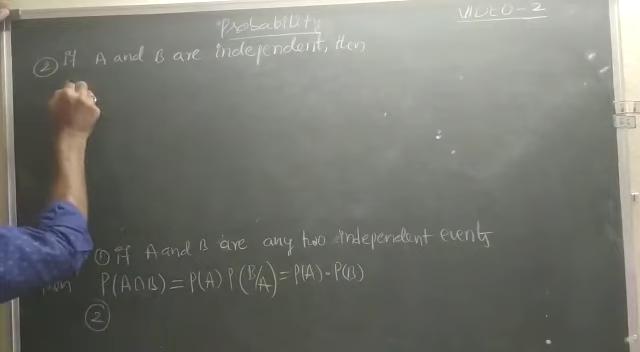 Probability
VIDEO-2
② if A and B are independent, then
① if A and B are any two independent events
then P(A∩B) = P(A) P(B/A) = P(A) - P(B)
②